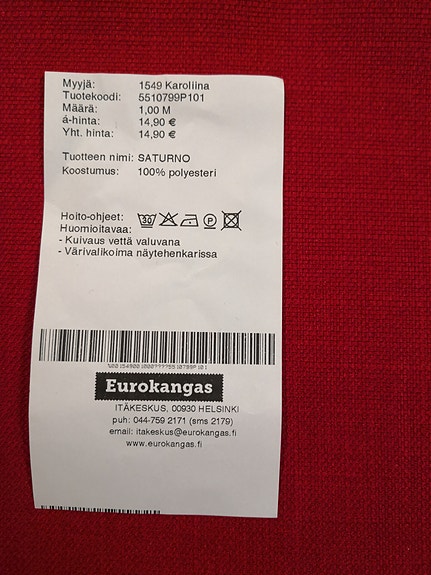 Myyjä: 1549 Karoliina
Tuotekoodi: 5510799P101
Määrä: 1,00 M
á-hinta: 14,90 €
Yht. hinta: 14,90 €
Tuotteen nimi: SATURNO
Koostumus: 100% polyesteri
Hoito-ohjeet: 30 P
Huomioitavaa:
- Kuivaus vettä valuvana
- Värivalikoima näytehenkarissa
Eurokangas
ITÄKESKUS, 00930 HELSINKI
puh: 044-759 2171 (sms 2179)
email: itakeskus@eurokangas.fi
www.eurokangas.fi